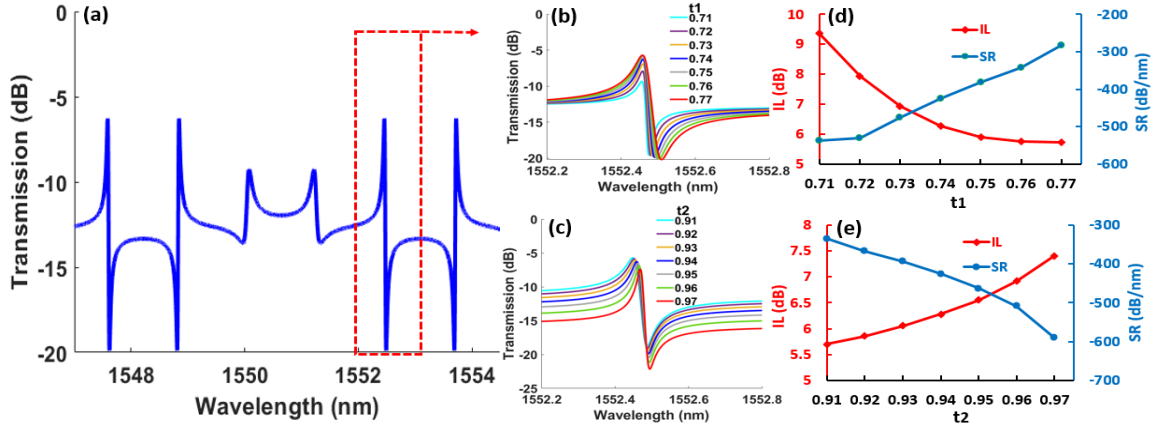 (a)
0
-5
-10
-15
-20
Transmission (dB)
1548
1550
1552
1554
Wavelength (nm)
(b)
t1
0.71
0.72
0.73
0.74
0.75
0.76
0.77
0
-5
-10
-15
-20
Transmission (dB)
1552.2
1552.4
1552.6
1552.8
Wavelength (nm)
(c)
t2
0.91
0.92
0.93
0.94
0.95
0.96
0.97
5
0
-5
-10
-15
-20
-25
Transmission (dB)
1552.2
1552.4
1552.6
1552.8
Wavelength (nm)
(d)
IL
SR
10
9
8
7
6
5
IL (dB)
-200
-300
-400
-500
-600
SR (dB/nm)
0.71 0.72 0.73 0.74 0.75 0.76 0.77
t1
(e)
IL
SR
8
7.5
7
6.5
6
5.5
5
IL (dB)
-300
-400
-500
-600
-700
SR (dB/nm)
0.91 0.92 0.93 0.94 0.95 0.96 0.97
t2